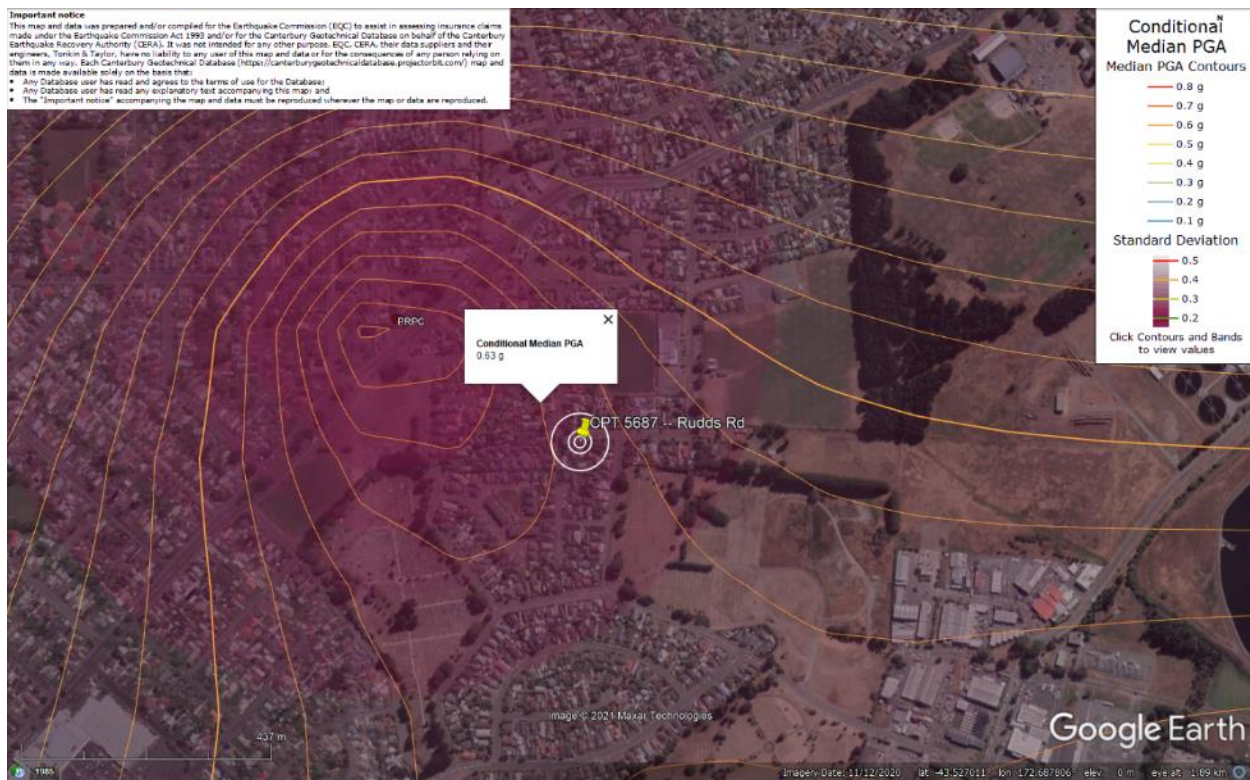 Important notice
This map and data was prepared and/or compiled for the Earthquake Commission (EQC) to assist in assessing insurance claims
made under the Earthquake Commission Act 1993 and/or for the Canterbury Geotechnical Database on behalf of the Canterbury
Earthquake Recovery Authority (CERA). It was not intended for any other purpose. EQC, CERA, their data suppliers and their
engineers, Tonkin & Taylor, have no liability to any user of this map and data or for the consequences of any person relying on
them in any way. Each Canterbury Geotechnical Database (https://canterburygeotechnicaldatabase.projectorbit.com/) map and
data is made available solely on the basis that:
• Any Database user has read and agrees to the terms of use for the Database;
• Any Database user has read any explanatory text accompanying this map; and
• The "Important notice" accompanying the map and data must be reproduced wherever the map or data are reproduced.
N
Conditional
Median PGA
Median PGA Contours
0.8 g
0.7 g
0.6 g
0.5 g
0.4 g
0.3 g
0.2 g
0.1 g
Standard Deviation
0.5
0.4
0.3
0.2
Click Contours and Bands
to view values
PRPC
Conditional Median PGA
0.63 g
CPT 5687 -- Rudds Rd
Image © 2021 Maxar Technologies
437 m
Google Earth
1985
Imagery Date: 11/12/2020 lat -43.527011° lon 172.687806° elev 0 m eye alt 1.89 km